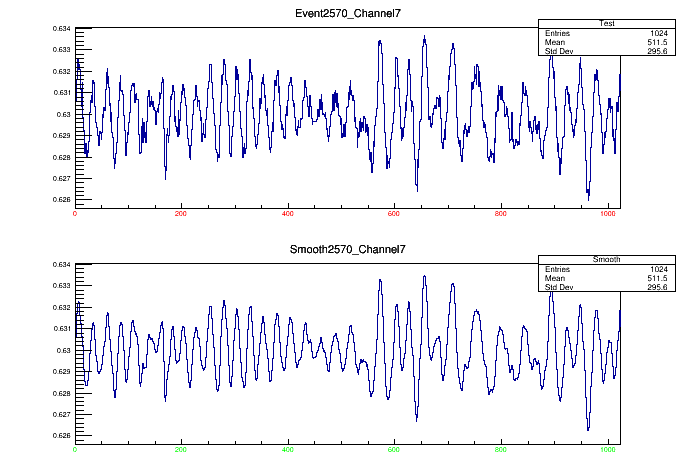 Event2570_Channel7
Test
Entries 1024
Mean 511.5
Std Dev 295.6
0.634
0.633
0.632
0.631
0.63
0.629
0.628
0.627
0.626
0 200 400 600 800 1000
Smooth2570_Channel7
Smooth
Entries 1024
Mean 511.5
Std Dev 295.6
0.634
0.633
0.632
0.631
0.63
0.629
0.628
0.627
0.626
0 200 400 600 800 1000